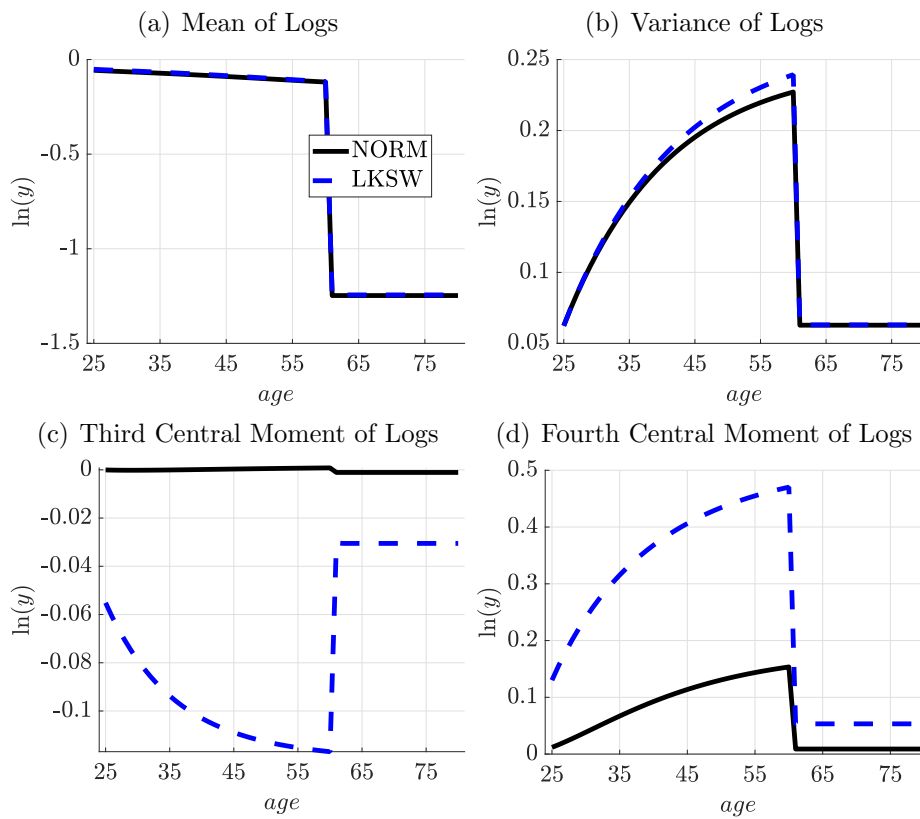 (a) Mean of Logs
0
-0.5
-1
-1.5
ln(y)
25 35 45 55 65 75
age
NORM
LKSW
(b) Variance of Logs
0.25
0.2
0.15
0.1
0.05
ln(y)
25 35 45 55 65 75
age
(c) Third Central Moment of Logs
0
-0.02
-0.04
-0.06
-0.08
-0.1
ln(y)
25 35 45 55 65 75
age
(d) Fourth Central Moment of Logs
0.5
0.4
0.3
0.2
0.1
0
ln(y)
25 35 45 55 65 75
age